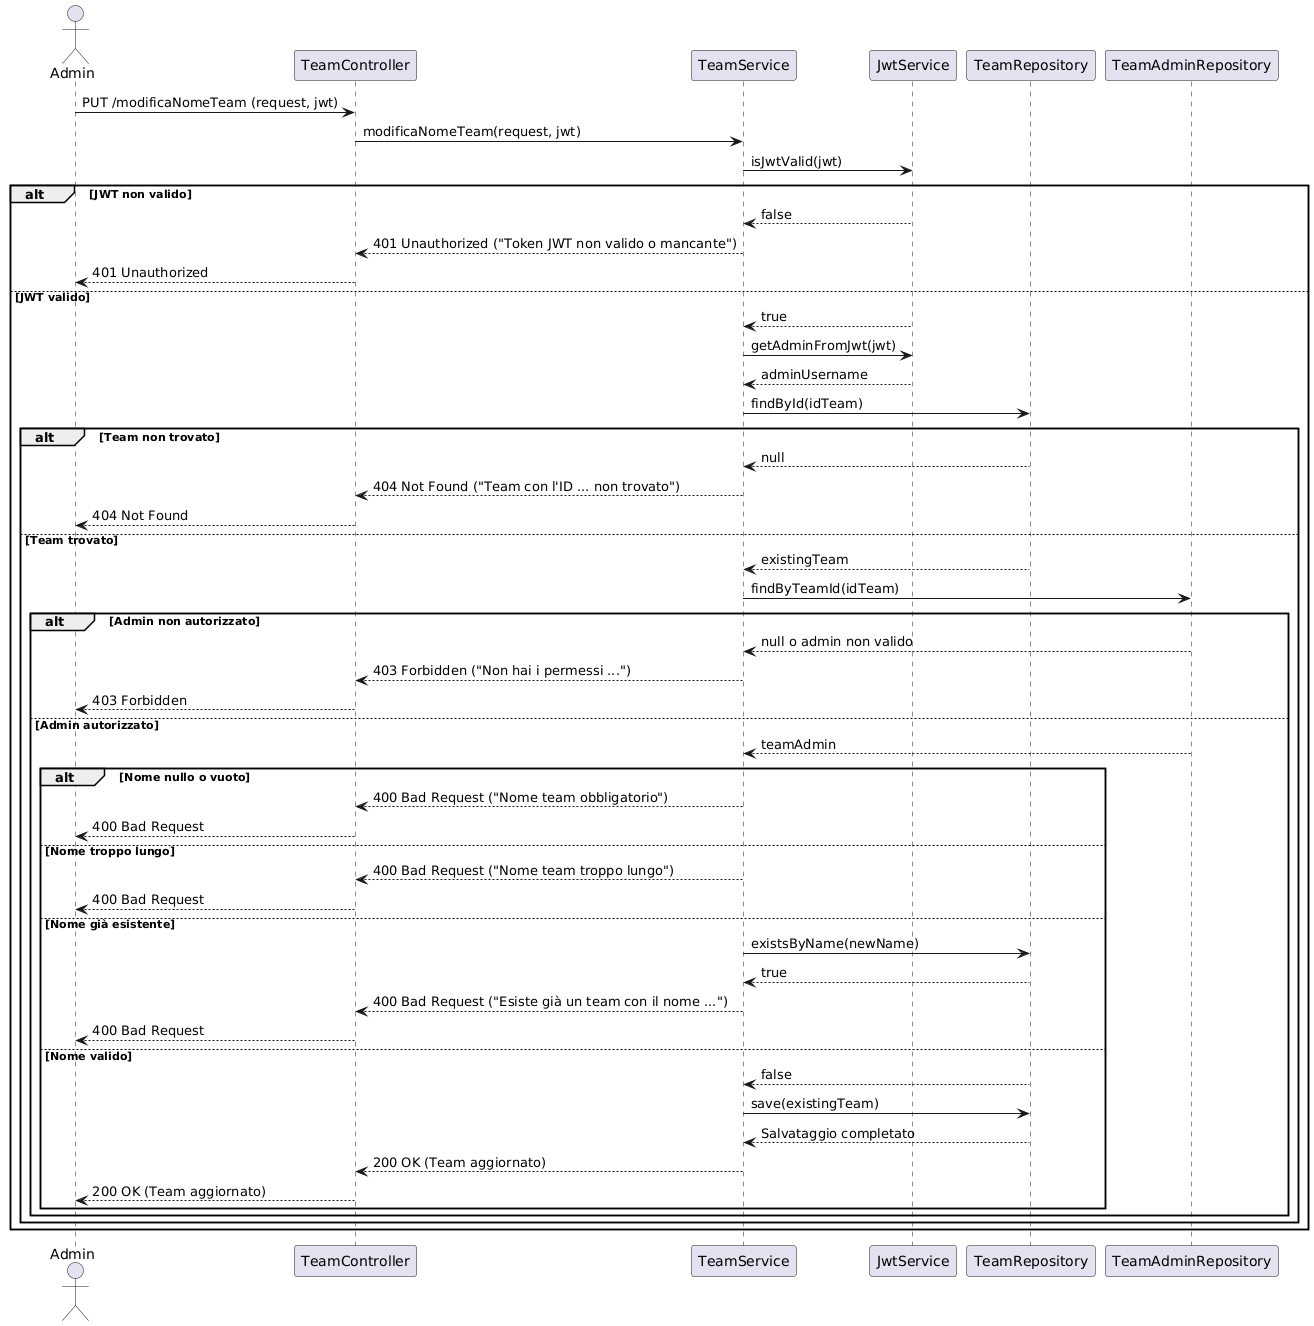 Admin
TeamController
TeamService
JwtService
TeamRepository
TeamAdminRepository
PUT /modificaNomeTeam (request, jwt)
modificaNomeTeam(request, jwt)
isJwtValid(jwt)
alt [JWT non valido]
false
401 Unauthorized ("Token JWT non valido o mancante")
401 Unauthorized
[JWT valido]
true
getAdminFromJwt(jwt)
adminUsername
findById(idTeam)
alt [Team non trovato]
null
404 Not Found ("Team con l'ID ... non trovato")
404 Not Found
[Team trovato]
existingTeam
findByTeamId(idTeam)
alt [Admin non autorizzato]
null o admin non valido
403 Forbidden ("Non hai i permessi ...")
403 Forbidden
[Admin autorizzato]
teamAdmin
alt [Nome nullo o vuoto]
400 Bad Request ("Nome team obbligatorio")
400 Bad Request
[Nome troppo lungo]
400 Bad Request ("Nome team troppo lungo")
400 Bad Request
[Nome già esistente]
existsByName(newName)
true
400 Bad Request ("Esiste già un team con il nome ...")
400 Bad Request
[Nome valido]
false
save(existingTeam)
Salvataggio completato
200 OK (Team aggiornato)
200 OK (Team aggiornato)
Admin
TeamController
TeamService
JwtService
TeamRepository
TeamAdminRepository